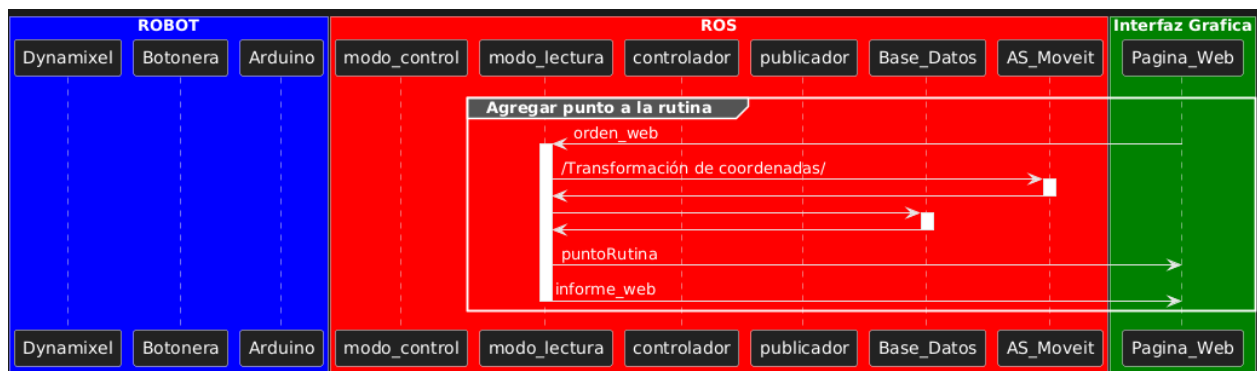 ROBOT ROS Interfaz Grafica
Dynamixel Botonera Arduino modo_control modo_lectura controlador publicador Base_Datos AS_Moveit Pagina_Web
Agregar punto a la rutina
orden_web
/Transformación de coordenadas/
puntoRutina
informe_web
Dynamixel Botonera Arduino modo_control modo_lectura controlador publicador Base_Datos AS_Moveit Pagina_Web